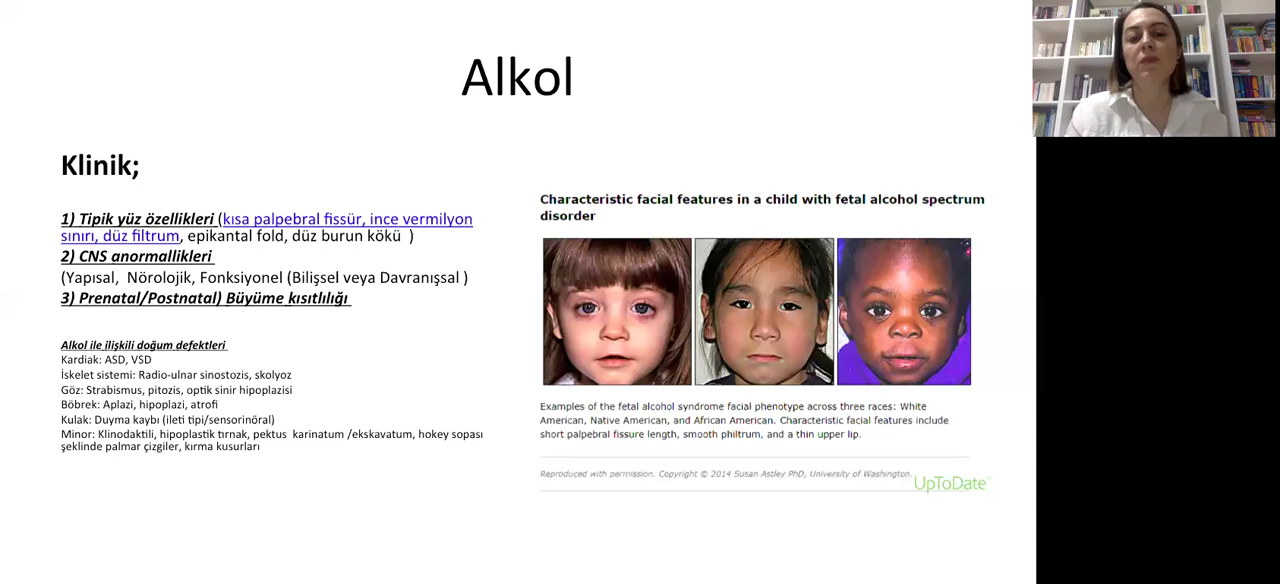 Alkol
Klinik;
1) Tipik yüz özellikleri (kısa palpebral fissür, ince vermilyon
sınırı, düz filtrum, epikantal fold, düz burun kökü )
2) CNS anormallikleri
(Yapısal, Nörolojik, Fonksiyonel (Bilişsel veya Davranışsal )
3) Prenatal/Postnatal) Büyüme kısıtlılığı
Alkol ile ilişkili doğum defektleri
Kardiak: ASD, VSD
İskelet sistemi: Radio-ulnar sinostozis, skolyoz
Göz: Strabismus, pitozis, optik sinir hipoplazisi
Böbrek: Aplazi, hipoplazi, atrofi
Kulak: Duyma kaybı (ileti tipi/sensorinöral)
Minor: Klinodaktili, hipoplastik tırnak, pektus karinatum /ekskavatum, hokey sopası
şeklinde palmar çizgiler, kırma kusurları
Characteristic facial features in a child with fetal alcohol spectrum
disorder
Examples of the fetal alcohol syndrome facial phenotype across three races: White
American, Native American, and African American. Characteristic facial features include
short palpebral fissure length, smooth philtrum, and a thin upper lip.
Reproduced with permission. Copyright © 2014 Susan Astley PhD, University of Washington.
UpToDate